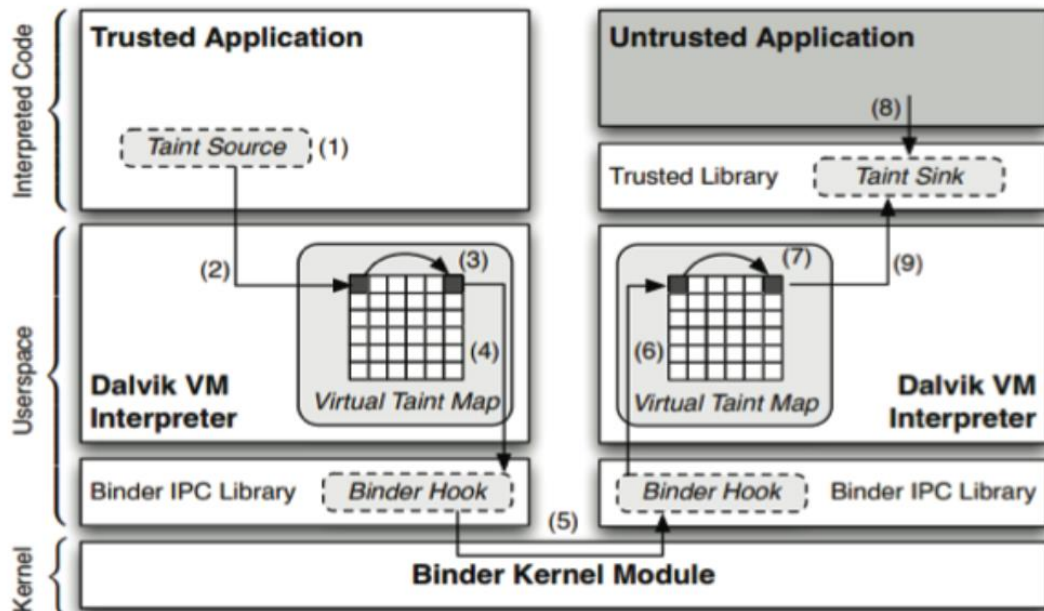 Interpreted Code
Trusted Application
Taint Source (1)
Untrusted Application
(8)
Trusted Library
Taint Sink
Userspace
(2)
(3)
(4)
Virtual Taint Map
Dalvik VM
Interpreter
(7)
(9)
(6)
Virtual Taint Map
Dalvik VM
Interpreter
Binder IPC Library
Binder Hook
(5)
Binder Hook
Binder IPC Library
Kernel
Binder Kernel Module